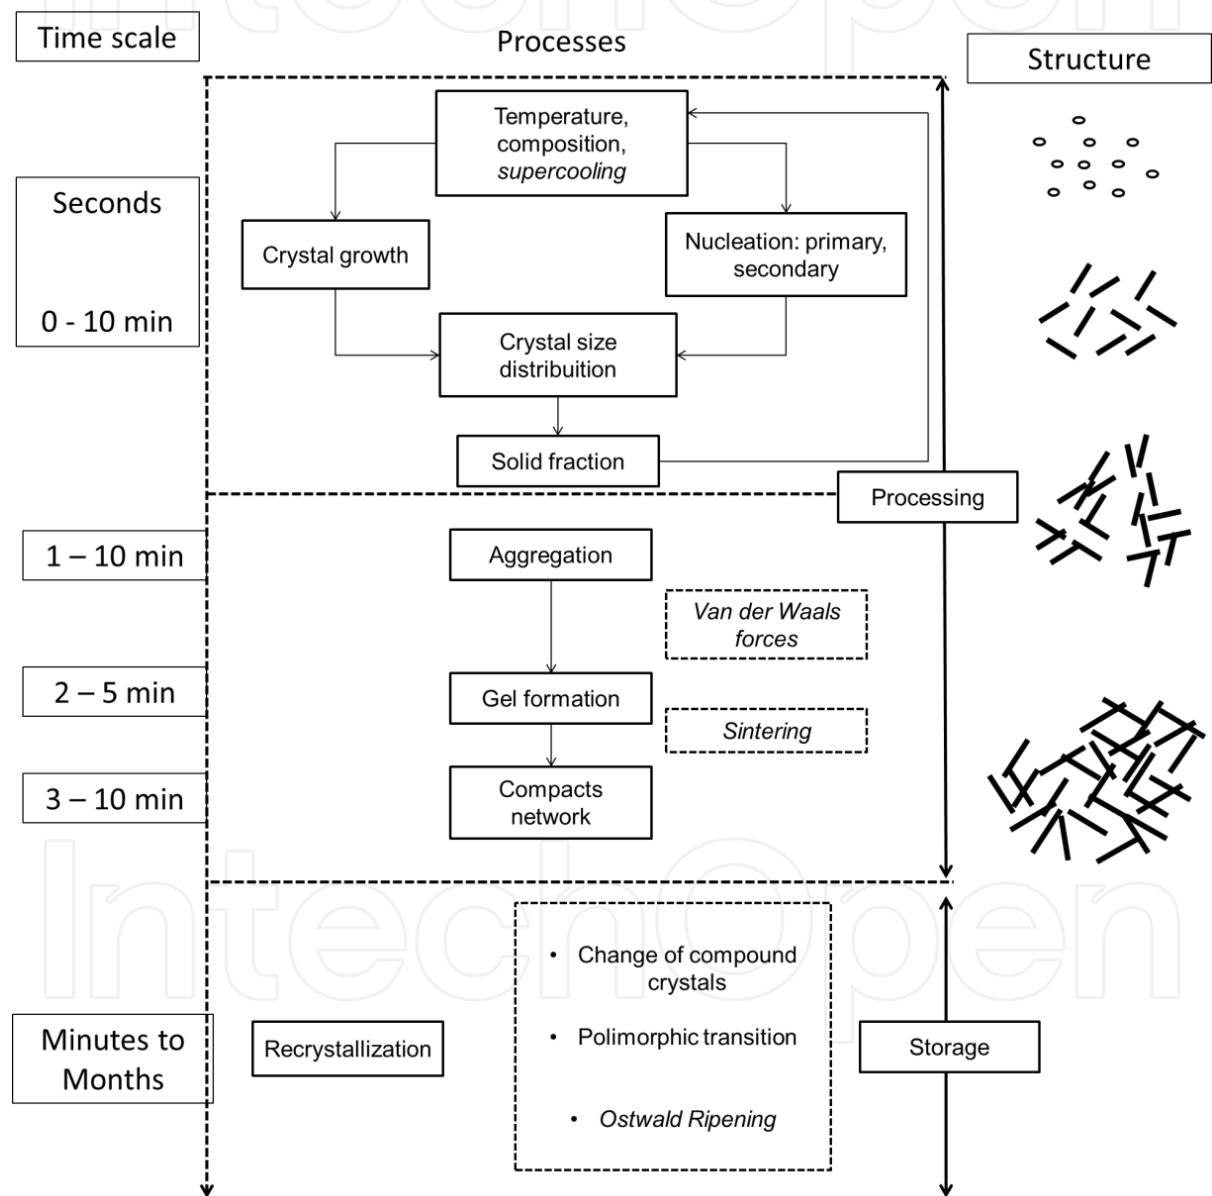 IntechOpen
Time scale
Processes
Structure
Temperature,
composition,
supercooling
Seconds
0 - 10 min
Crystal growth
Nucleation: primary,
secondary
Crystal size
distribuition
Solid fraction
Processing
1 – 10 min
Aggregation
Van der Waals
forces
2 – 5 min
Gel formation
Sintering
3 – 10 min
Compacts
network
IntechOpen
• Change of compound
crystals
• Polimorphic transition
• Ostwald Ripening
Minutes to
Months
Recrystallization
Storage